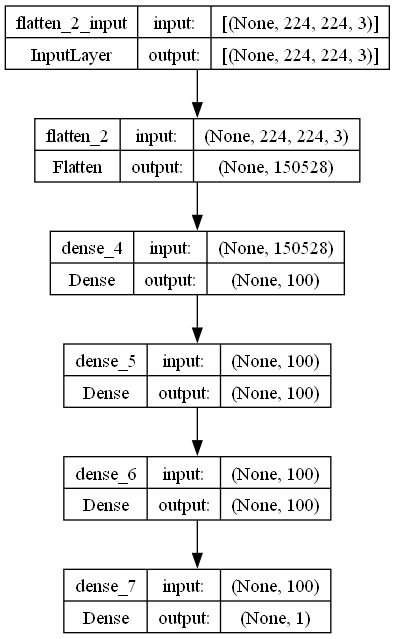 flatten_2_input input: [(None, 224, 224, 3)]
InputLayer output: [(None, 224, 224, 3)]
flatten_2 input: (None, 224, 224, 3)
Flatten output: (None, 150528)
dense_4 input: (None, 150528)
Dense output: (None, 100)
dense_5 input: (None, 100)
Dense output: (None, 100)
dense_6 input: (None, 100)
Dense output: (None, 100)
dense_7 input: (None, 100)
Dense output: (None, 1)